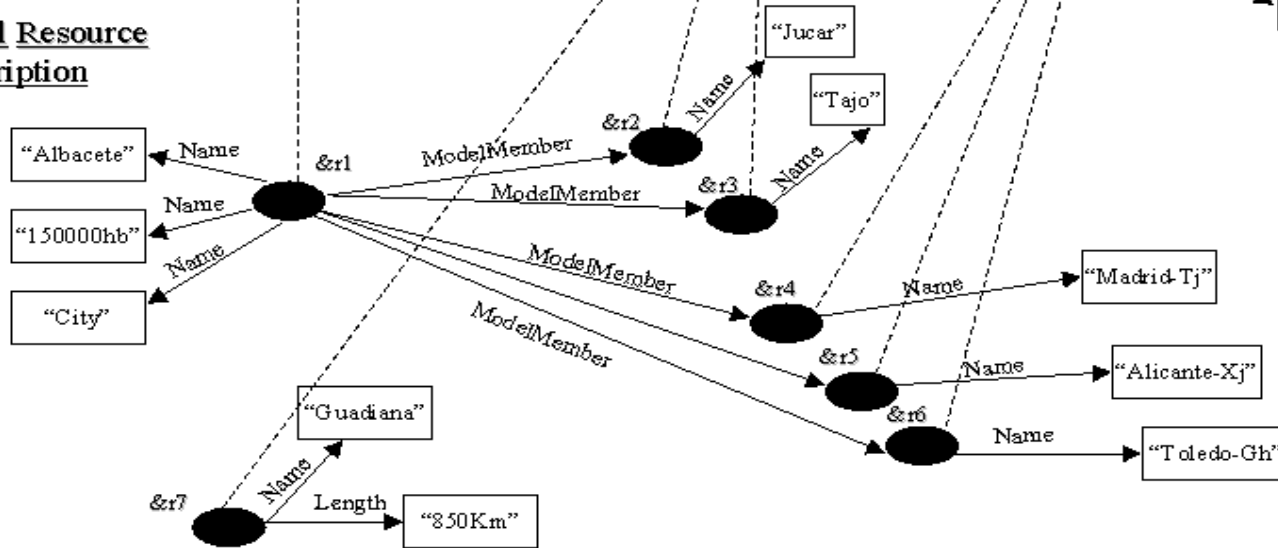 Resource
"Jucar"
Name
"Tajo"
Name
&r2
&r3
"Albacete"
Name
&r1
ModelMember
ModelMember
Name
"150000hb"
Name
"City"
ModelMember
&r4
Name
"Madrid-Tj"
ModelMember
&r5
Name
"Alicante-Xj"
&r6
Name
"Toledo-Gh"
"Guadiana"
Name
&r7
Length
"850Km"